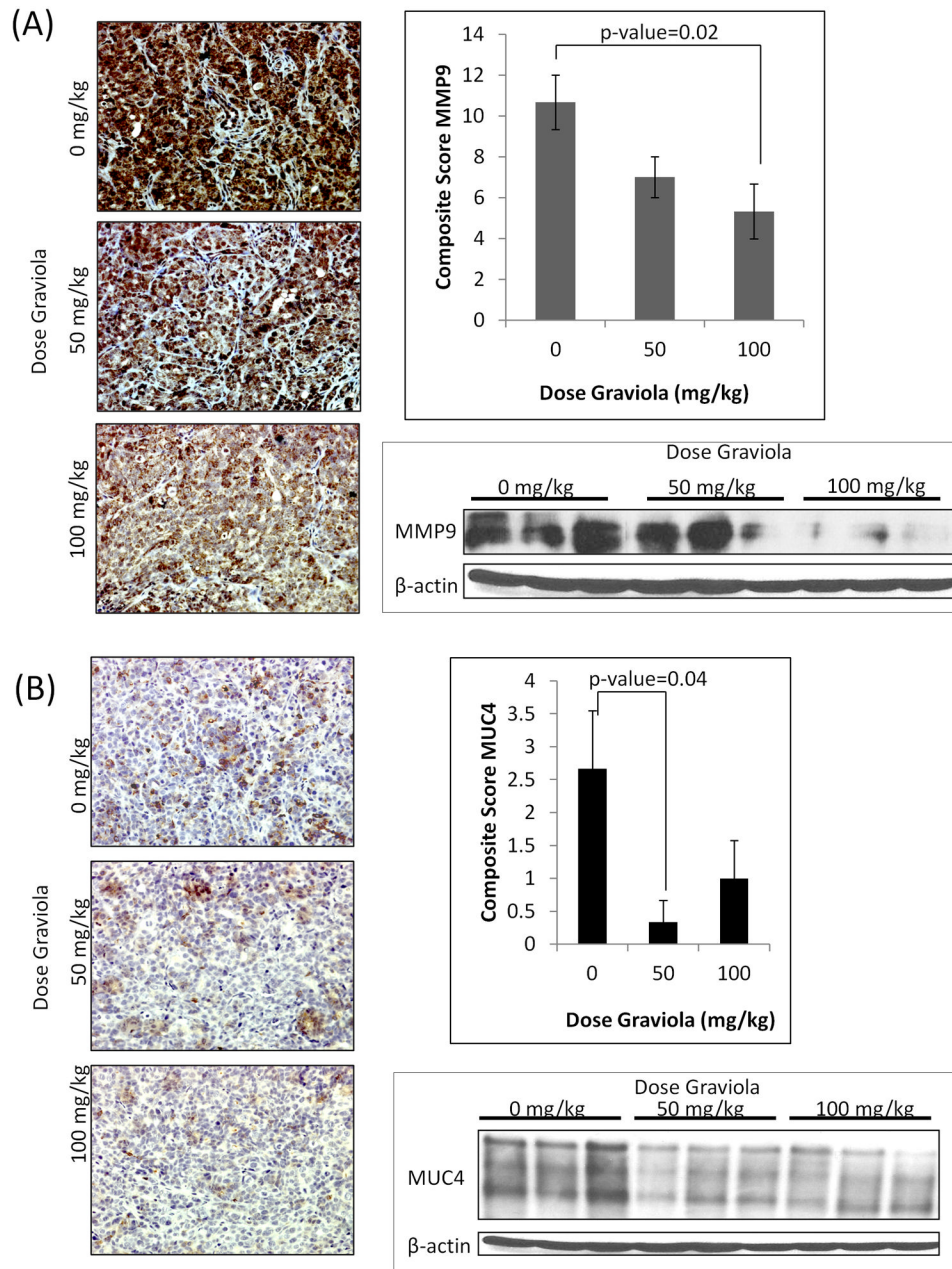 (A)
Dose Graviola
0 mg/kg
50 mg/kg
100 mg/kg
p-value=0.02
Composite Score MMP9
14
12
10
8
6
4
2
0
0 50 100
Dose Graviola (mg/kg)
Dose Graviola
0 mg/kg 50 mg/kg 100 mg/kg
MMP9
β-actin
(B)
Dose Graviola
0 mg/kg
50 mg/kg
100 mg/kg
p-value=0.04
Composite Score MUC4
4
3.5
3
2.5
2
1.5
1
0.5
0
0 50 100
Dose Graviola (mg/kg)
Dose Graviola
0 mg/kg 50 mg/kg 100 mg/kg
MUC4
β-actin